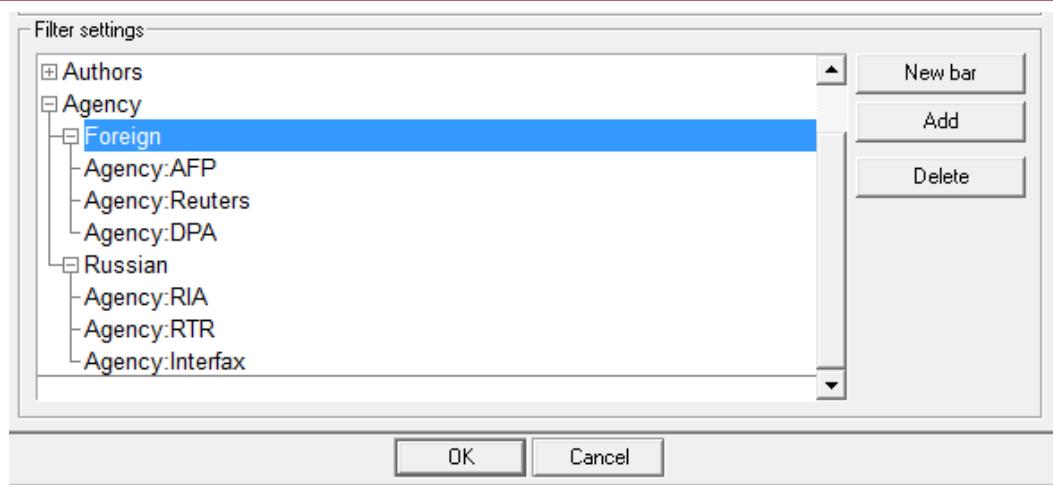 Filter settings
Authors
New bar
Agency
Add
Foreign
Agency:AFP
Delete
Agency:Reuters
Agency:DPA
Russian
Agency:RIA
Agency:RTR
Agency:Interfax
OK
Cancel